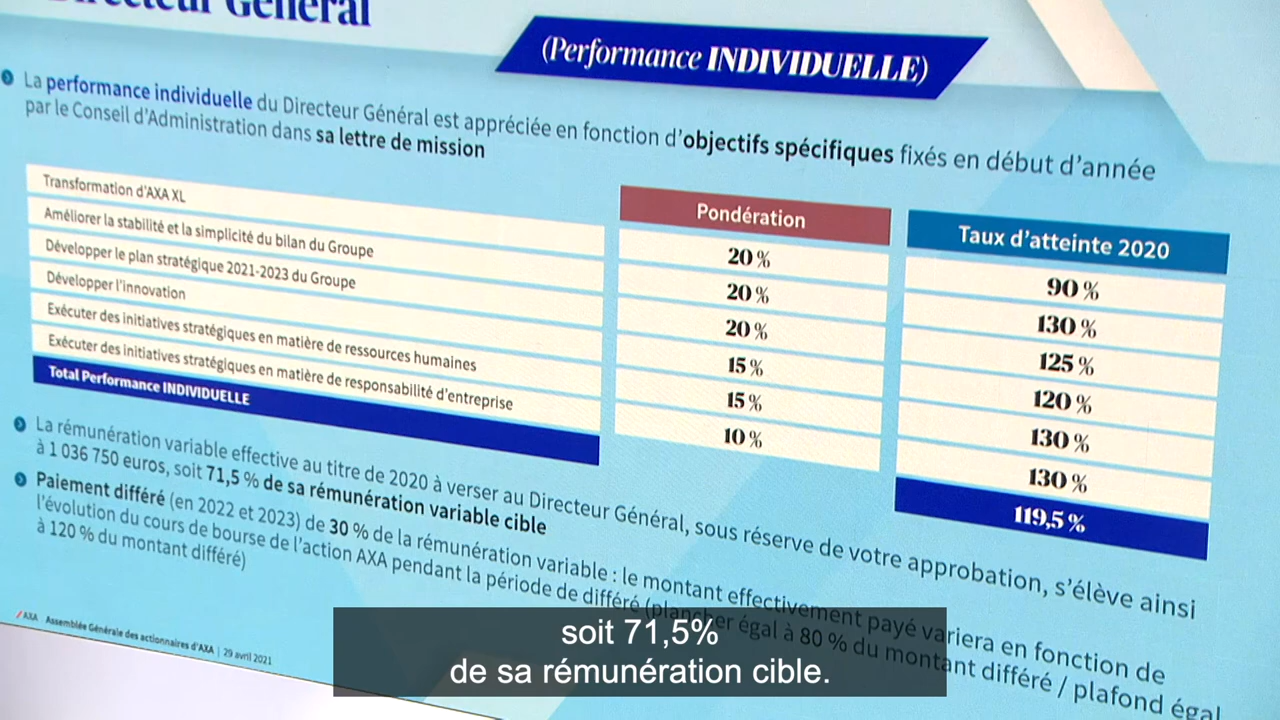 Directeur Général
(Performance INDIVIDUELLE)
La performance individuelle du Directeur Général est appréciée en fonction d'objectifs spécifiques fixés en début d'année
par le Conseil d'Administration dans sa lettre de mission
Pondération
Taux d'atteinte 2020
Transformation d'AXA XL
20 %
90 %
Améliorer la stabilité et la simplicité du bilan du Groupe
20 %
130 %
Développer le plan stratégique 2021-2023 du Groupe
20 %
125 %
Développer l'innovation
15 %
120 %
Exécuter des initiatives stratégiques en matière de ressources humaines
15 %
130 %
Exécuter des initiatives stratégiques en matière de responsabilité d'entreprise
10 %
130 %
Total Performance INDIVIDUELLE
119,5 %
La rémunération variable effective au titre de 2020 à verser au Directeur Général, sous réserve de votre approbation, s'élève ainsi
à 1 036 750 euros, soit 71,5 % de sa rémunération variable cible
Paiement différé (en 2022 et 2023) de 30 % de la rémunération variable : le montant effectivement payé variera en fonction de
l'évolution du cours de bourse de l'action AXA pendant la période de différé (plancher égal à 80 % du montant différé / plafond égal
à 120 % du montant différé)
AXA Assemblée Générale des actionnaires d'AXA | 29 avril 2021
soit 71,5%
de sa rémunération cible.